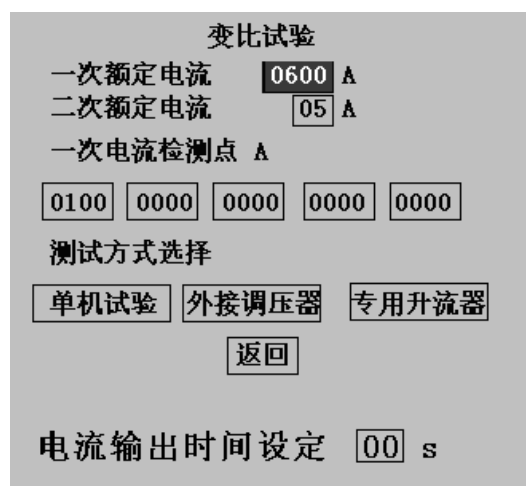 变比试验
一次额定电流 0600 A
二次额定电流 05 A
一次电流检测点 A
0100 0000 0000 0000 0000
测试方式选择
单机试验 外接调压器 专用升流器
返回
电流输出时间设定 00 s